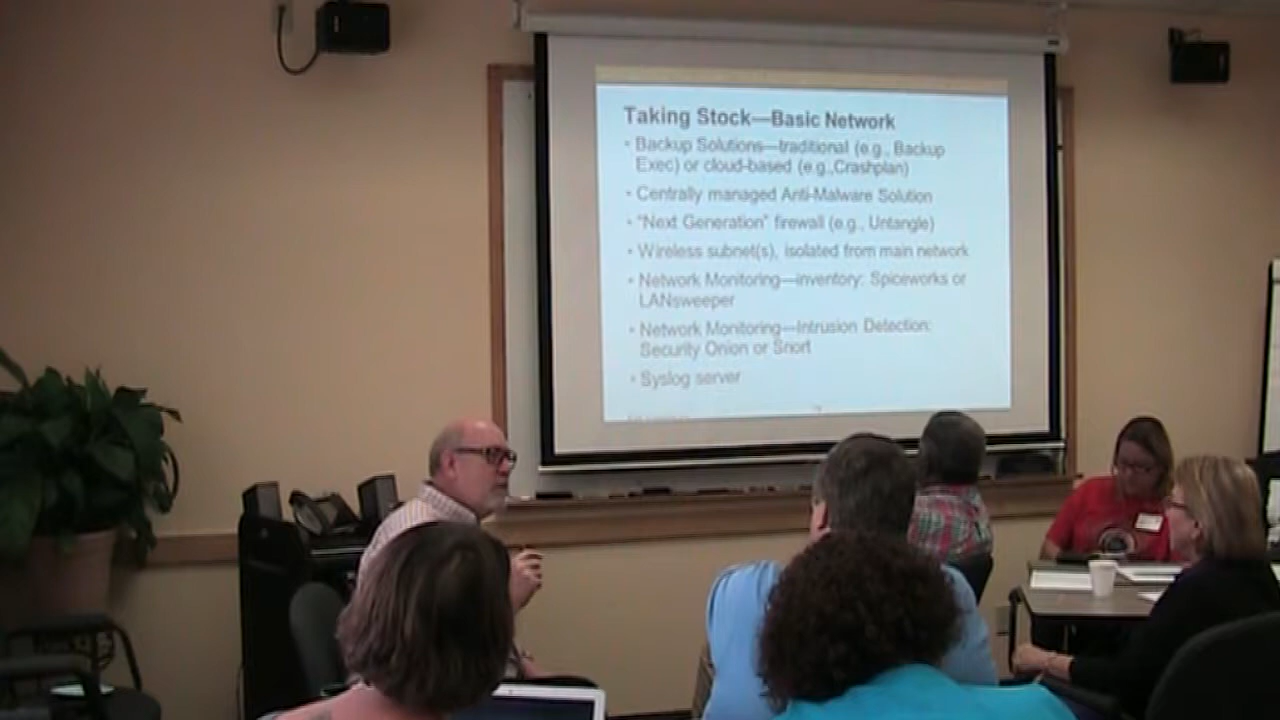 Taking Stock—Basic Network
• Backup Solutions—traditional (e.g., Backup
Exec) or cloud-based (e.g.,Crashplan)
• Centrally managed Anti-Malware Solution
• "Next Generation" firewall (e.g., Untangle)
• Wireless subnet(s), isolated from main network
• Network Monitoring—inventory: Spiceworks or
LANsweeper
• Network Monitoring—Intrusion Detection:
Security Onion or Snort
• Syslog server